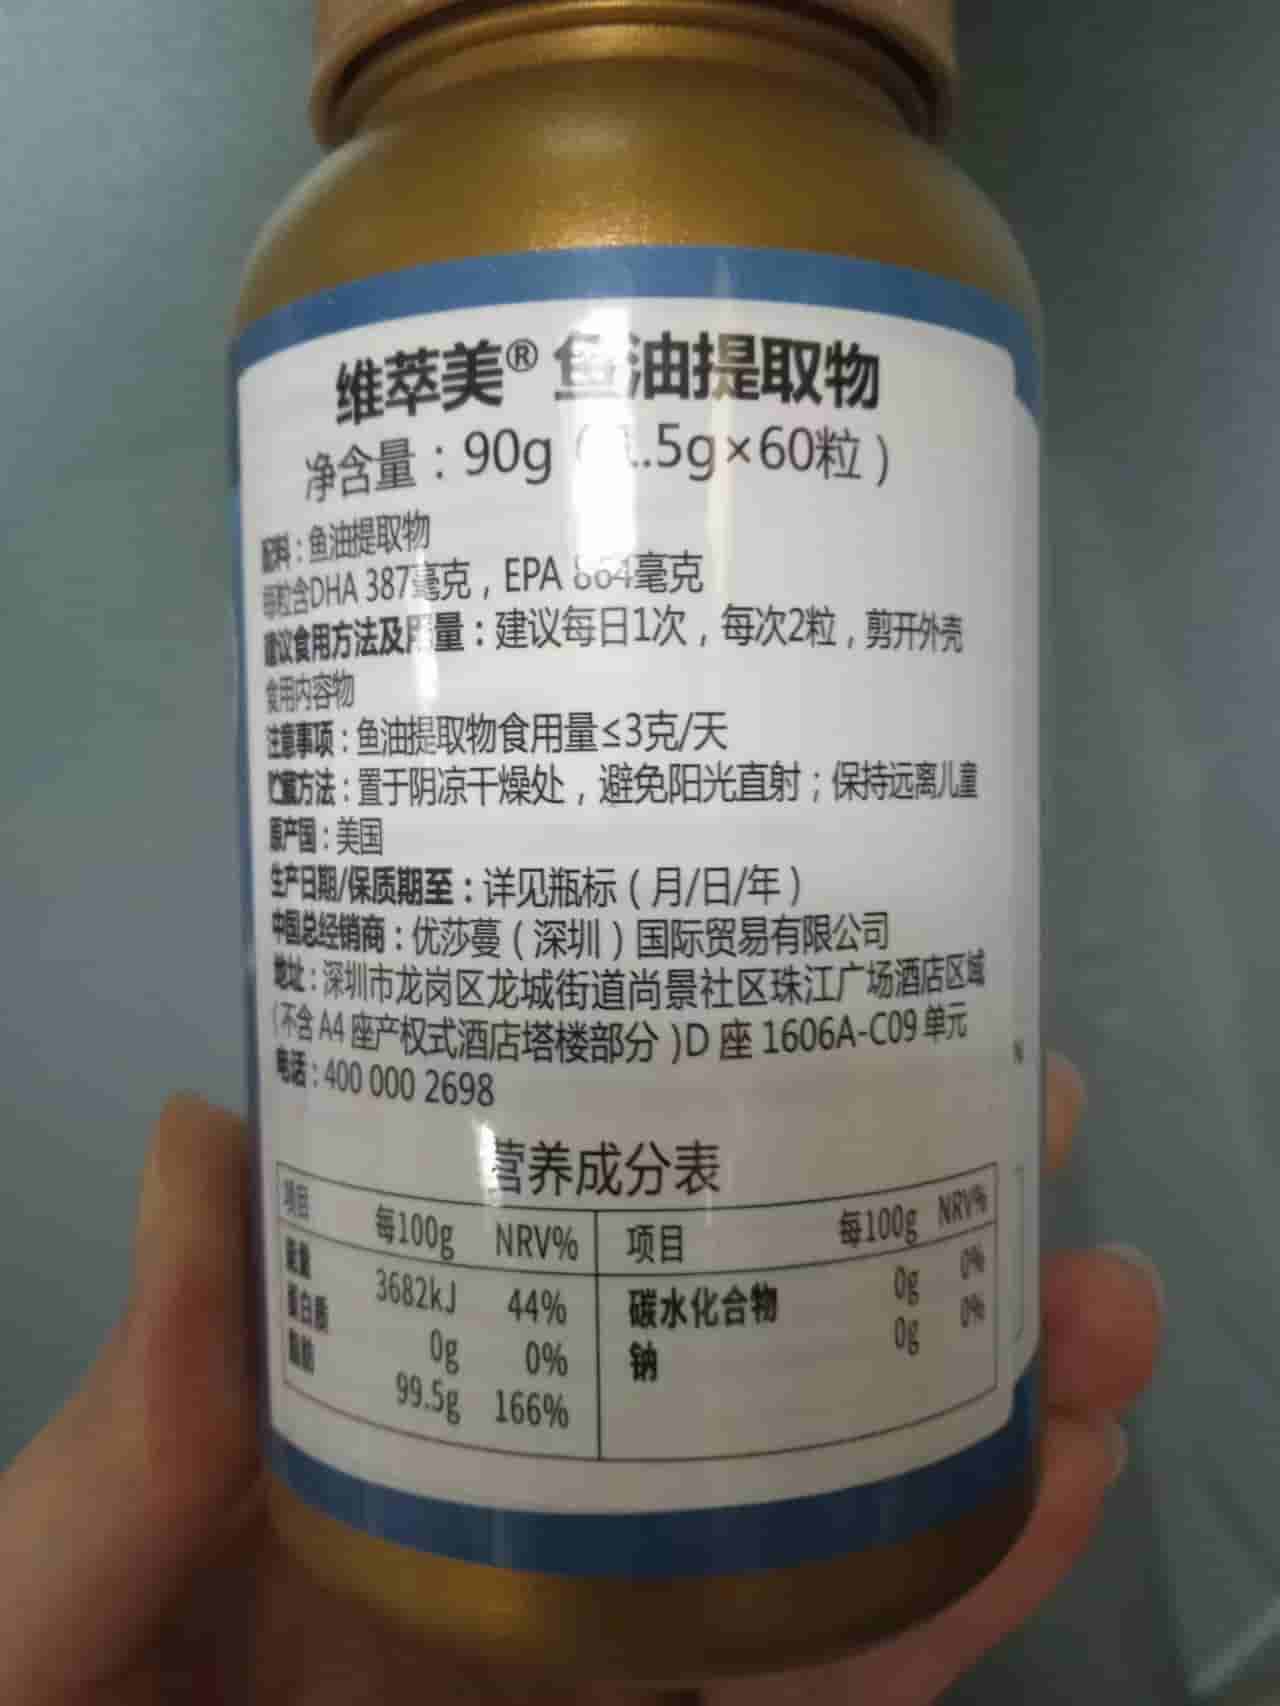 维萃美® 鱼油提取物
净含量：90g（1.5g×60粒）
配料：鱼油提取物
每粒含DHA 387毫克，EPA 864毫克
建议食用方法及用量：建议每日1次，每次2粒，剪开外壳
食用内容物
注意事项：鱼油提取物食用量≤3克/天
贮藏方法：置于阴凉干燥处，避免阳光直射；保持远离儿童
原产国：美国
生产日期/保质期至：详见瓶标（月/日/年）
中国总经销商：优莎蔓（深圳）国际贸易有限公司
地址：深圳市龙岗区龙城街道尚景社区珠江广场酒店区域
(不含A4座产权式酒店塔楼部分)D座1606A-C09单元
电话：400 000 2698
营养成分表
项目 每100g NRV% 项目 每100g NRV%
能量 3682kJ 44% 碳水化合物 0g 0%
蛋白质 0g 0% 钠 0g 0%
脂肪 99.5g 166%